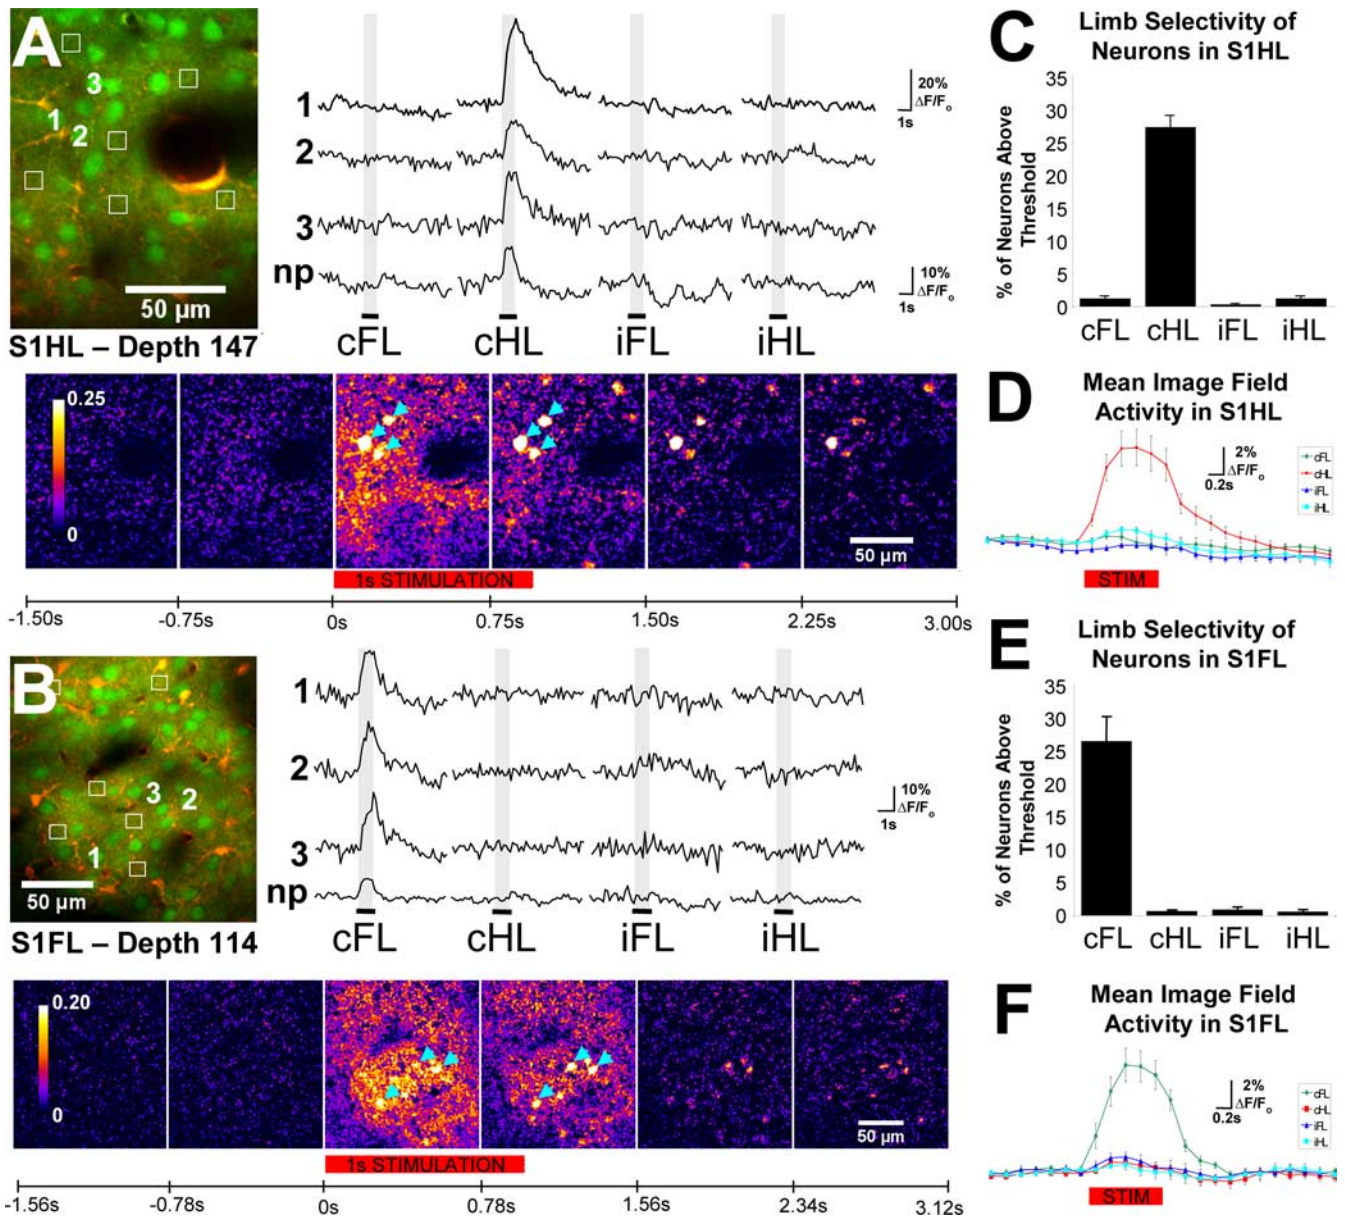 A
3
1
2
50 µm
S1HL – Depth 147
1
2
3
np
20%
ΔF/Fo
1s
10%
ΔF/Fo
1s
cFL
cHL
iFL
iHL
0.25
0
50 µm
1s STIMULATION
-1.50s
-0.75s
0s
0.75s
1.50s
2.25s
3.00s
B
3
2
1
50 µm
S1FL – Depth 114
1
2
3
np
10%
ΔF/Fo
1s
cFL
cHL
iFL
iHL
0.20
0
50 µm
1s STIMULATION
-1.56s
-0.78s
0s
0.78s
1.56s
2.34s
3.12s
C
Limb Selectivity of
Neurons in S1HL
% of Neurons Above
Threshold
35
30
25
20
15
10
5
0
cFL
cHL
iFL
iHL
D
Mean Image Field
Activity in S1HL
2%
ΔF/Fo
0.2s
cFL
cHL
iFL
iHL
STIM
E
Limb Selectivity of
Neurons in S1FL
% of Neurons Above
Threshold
35
30
25
20
15
10
5
0
cFL
cHL
iFL
iHL
F
Mean Image Field
Activity in S1FL
2%
ΔF/Fo
0.2s
cFL
cHL
iFL
iHL
STIM